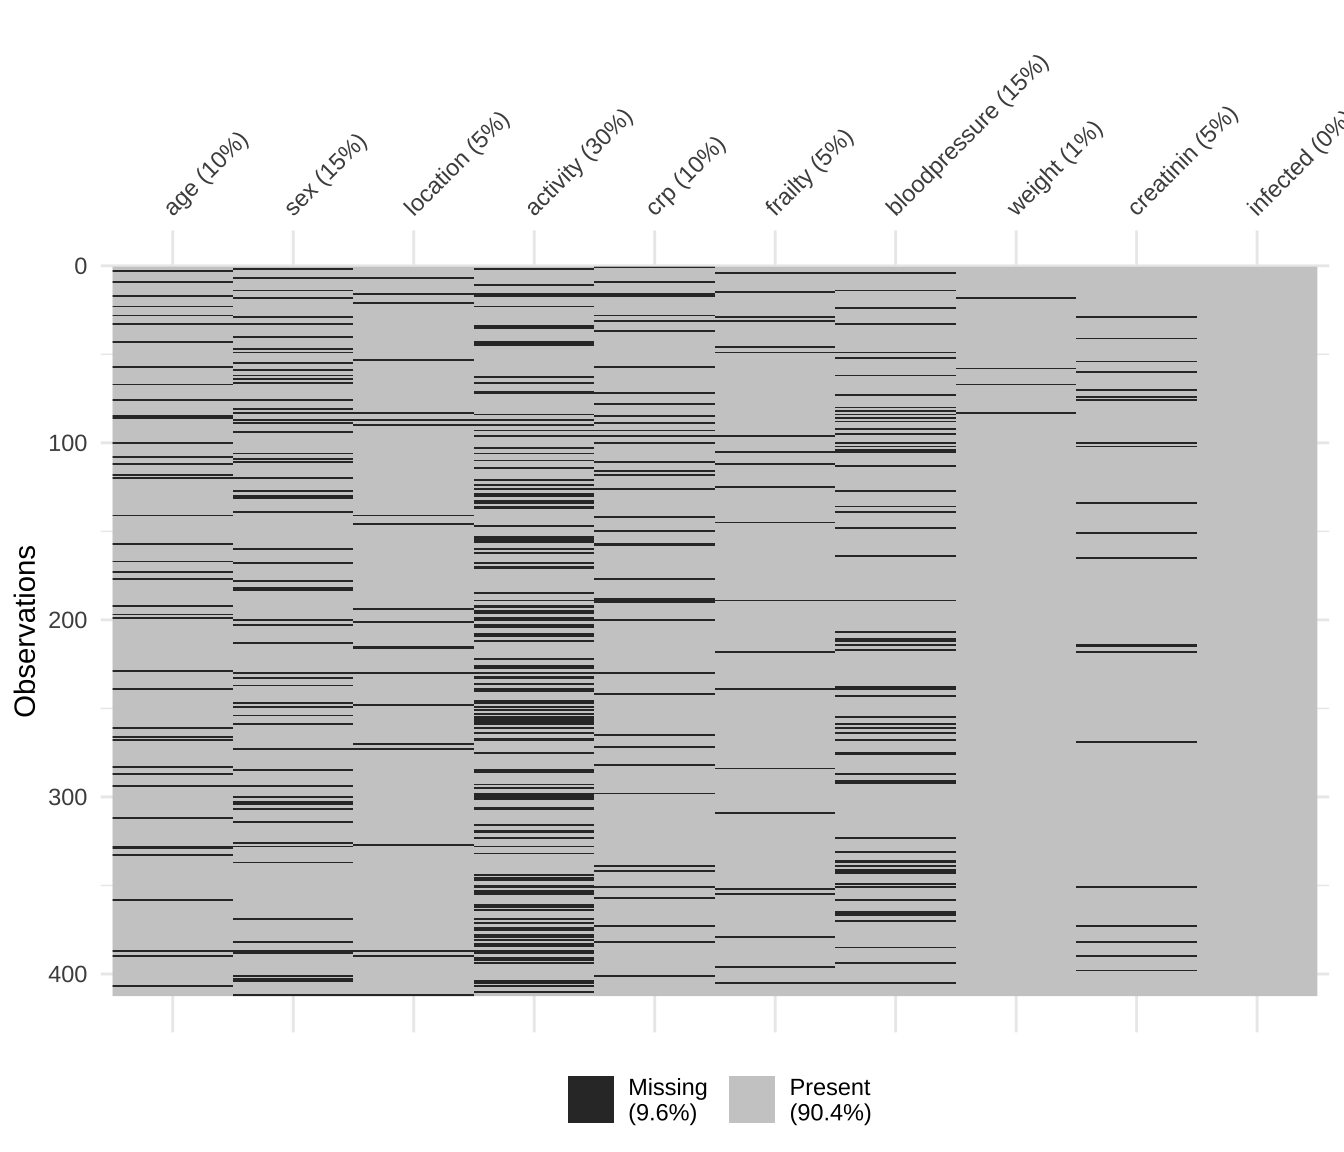 age (10%)
sex (15%)
location (5%)
activity (30%)
crp (10%)
frailty (5%)
bloodpressure (15%)
weight (1%)
creatinin (5%)
infected (0%
0
100
200
300
400
Observations
Missing
(9.6%)
Present
(90.4%)